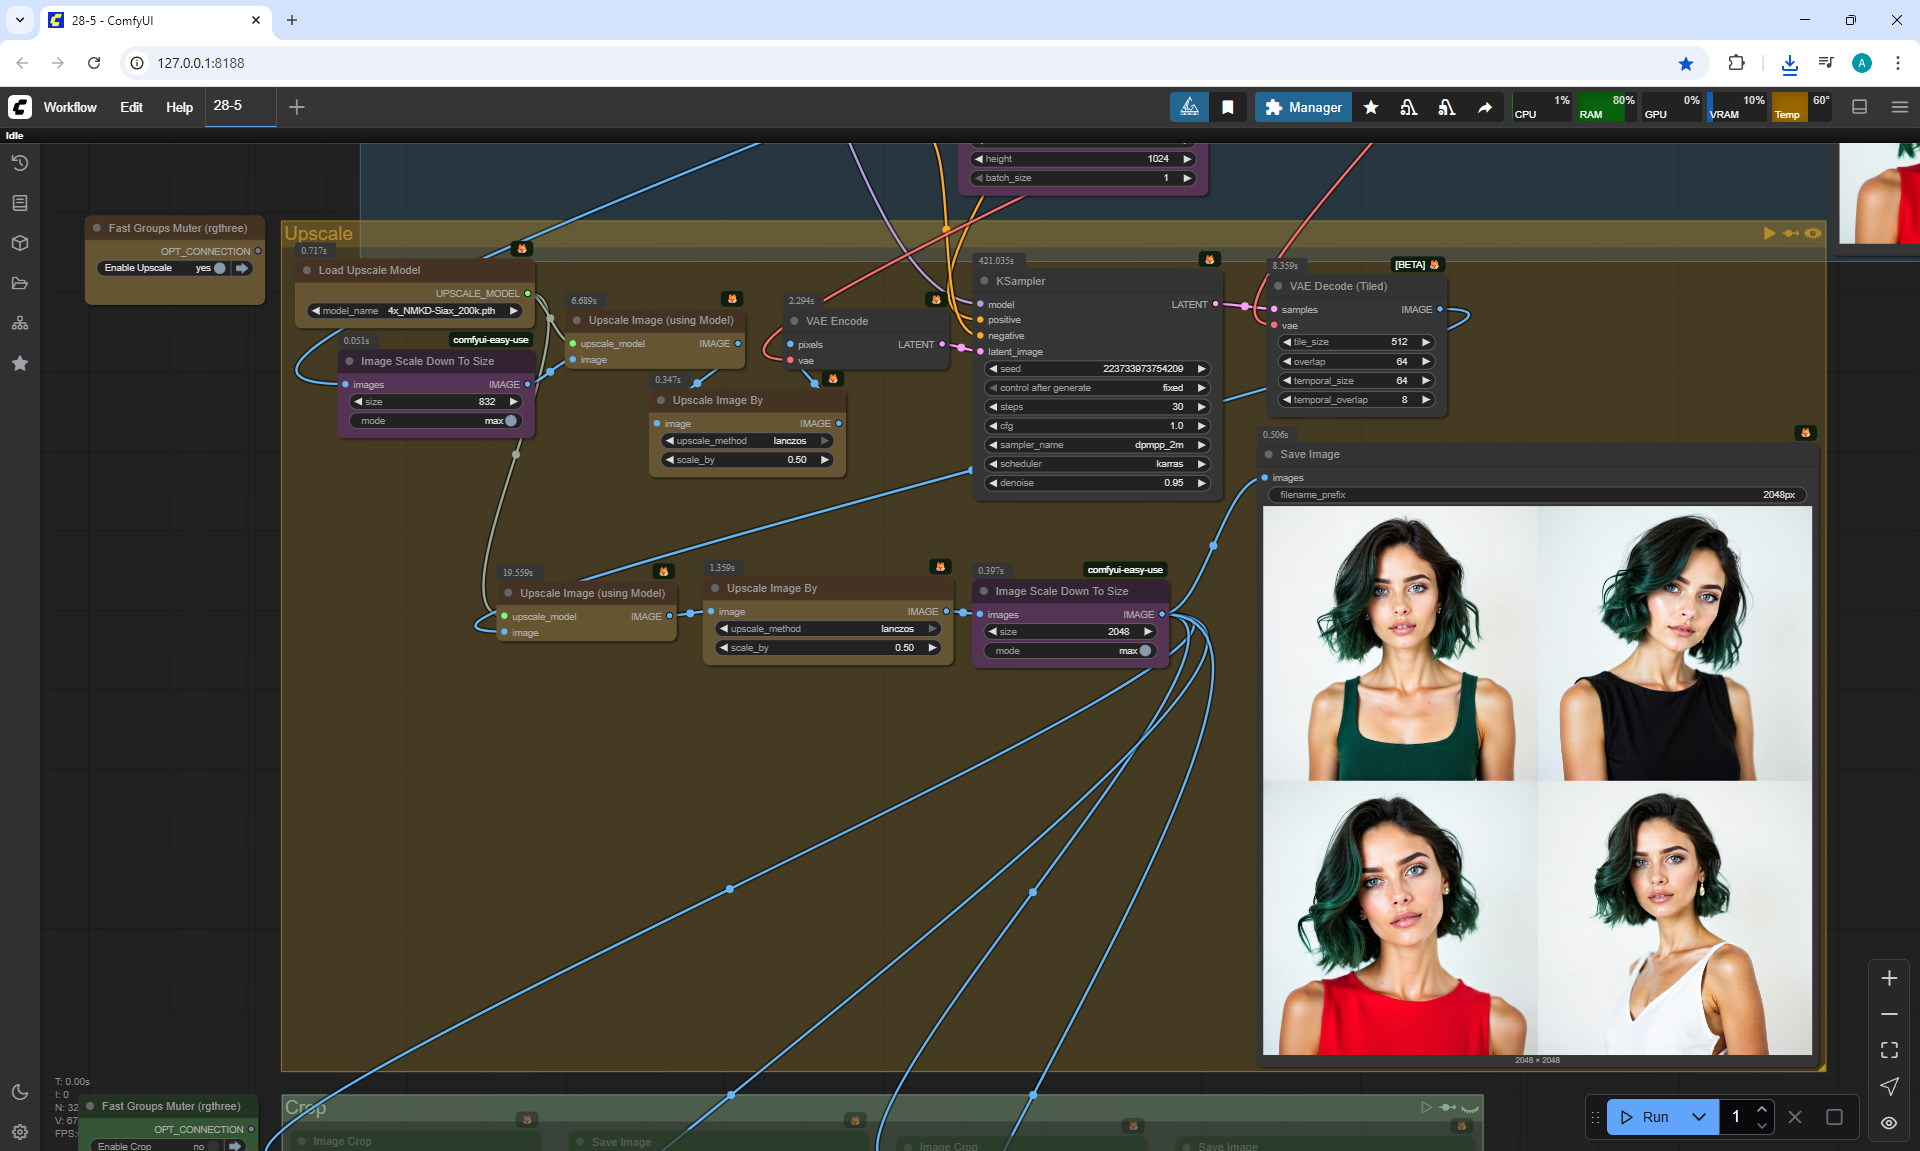 28-5 - ComfyUI
127.0.0.1:8188
A
Workflow
Edit
Help
28-5
Manager
CPU 1%
RAM 80%
GPU 0%
VRAM 10%
Temp 60°
Idle
height 1024
batch_size 1
Fast Groups Muter (rgthree)
OPT_CONNECTION
Enable Upscale yes
Upscale
0.717s
Load Upscale Model
UPSCALE_MODEL
model_name 4x_NMKD-Siax_200k.pth
0.051s
comfyui-easy-use
Image Scale Down To Size
images IMAGE
size 832
mode max
6.689s
Upscale Image (using Model)
upscale_model IMAGE
image
0.347s
Upscale Image By
image IMAGE
upscale_method lanczos
scale_by 0.50
2.294s
VAE Encode
pixels LATENT
vae
421.035s
KSampler
model LATENT
positive
negative
latent_image
seed 223733973754209
control after generate fixed
steps 30
cfg 1.0
sampler_name dpmpp_2m
scheduler karras
denoise 0.95
8.359s
[BETA]
VAE Decode (Tiled)
samples IMAGE
vae
tile_size 512
overlap 64
temporal_size 64
temporal_overlap 8
0.506s
Save Image
images
filename_prefix 2048px
2048 × 2048
19.559s
Upscale Image (using Model)
upscale_model IMAGE
image
1.359s
Upscale Image By
image IMAGE
upscale_method lanczos
scale_by 0.50
0.397s
comfyui-easy-use
Image Scale Down To Size
images IMAGE
size 2048
mode max
T: 0.00s
I: 0
N: 32
V: 67
FPS:
Fast Groups Muter (rgthree)
OPT_CONNECTION
Enable Crop no
Crop
Image Crop
Save Image
Image Crop
Save Image
Run
1